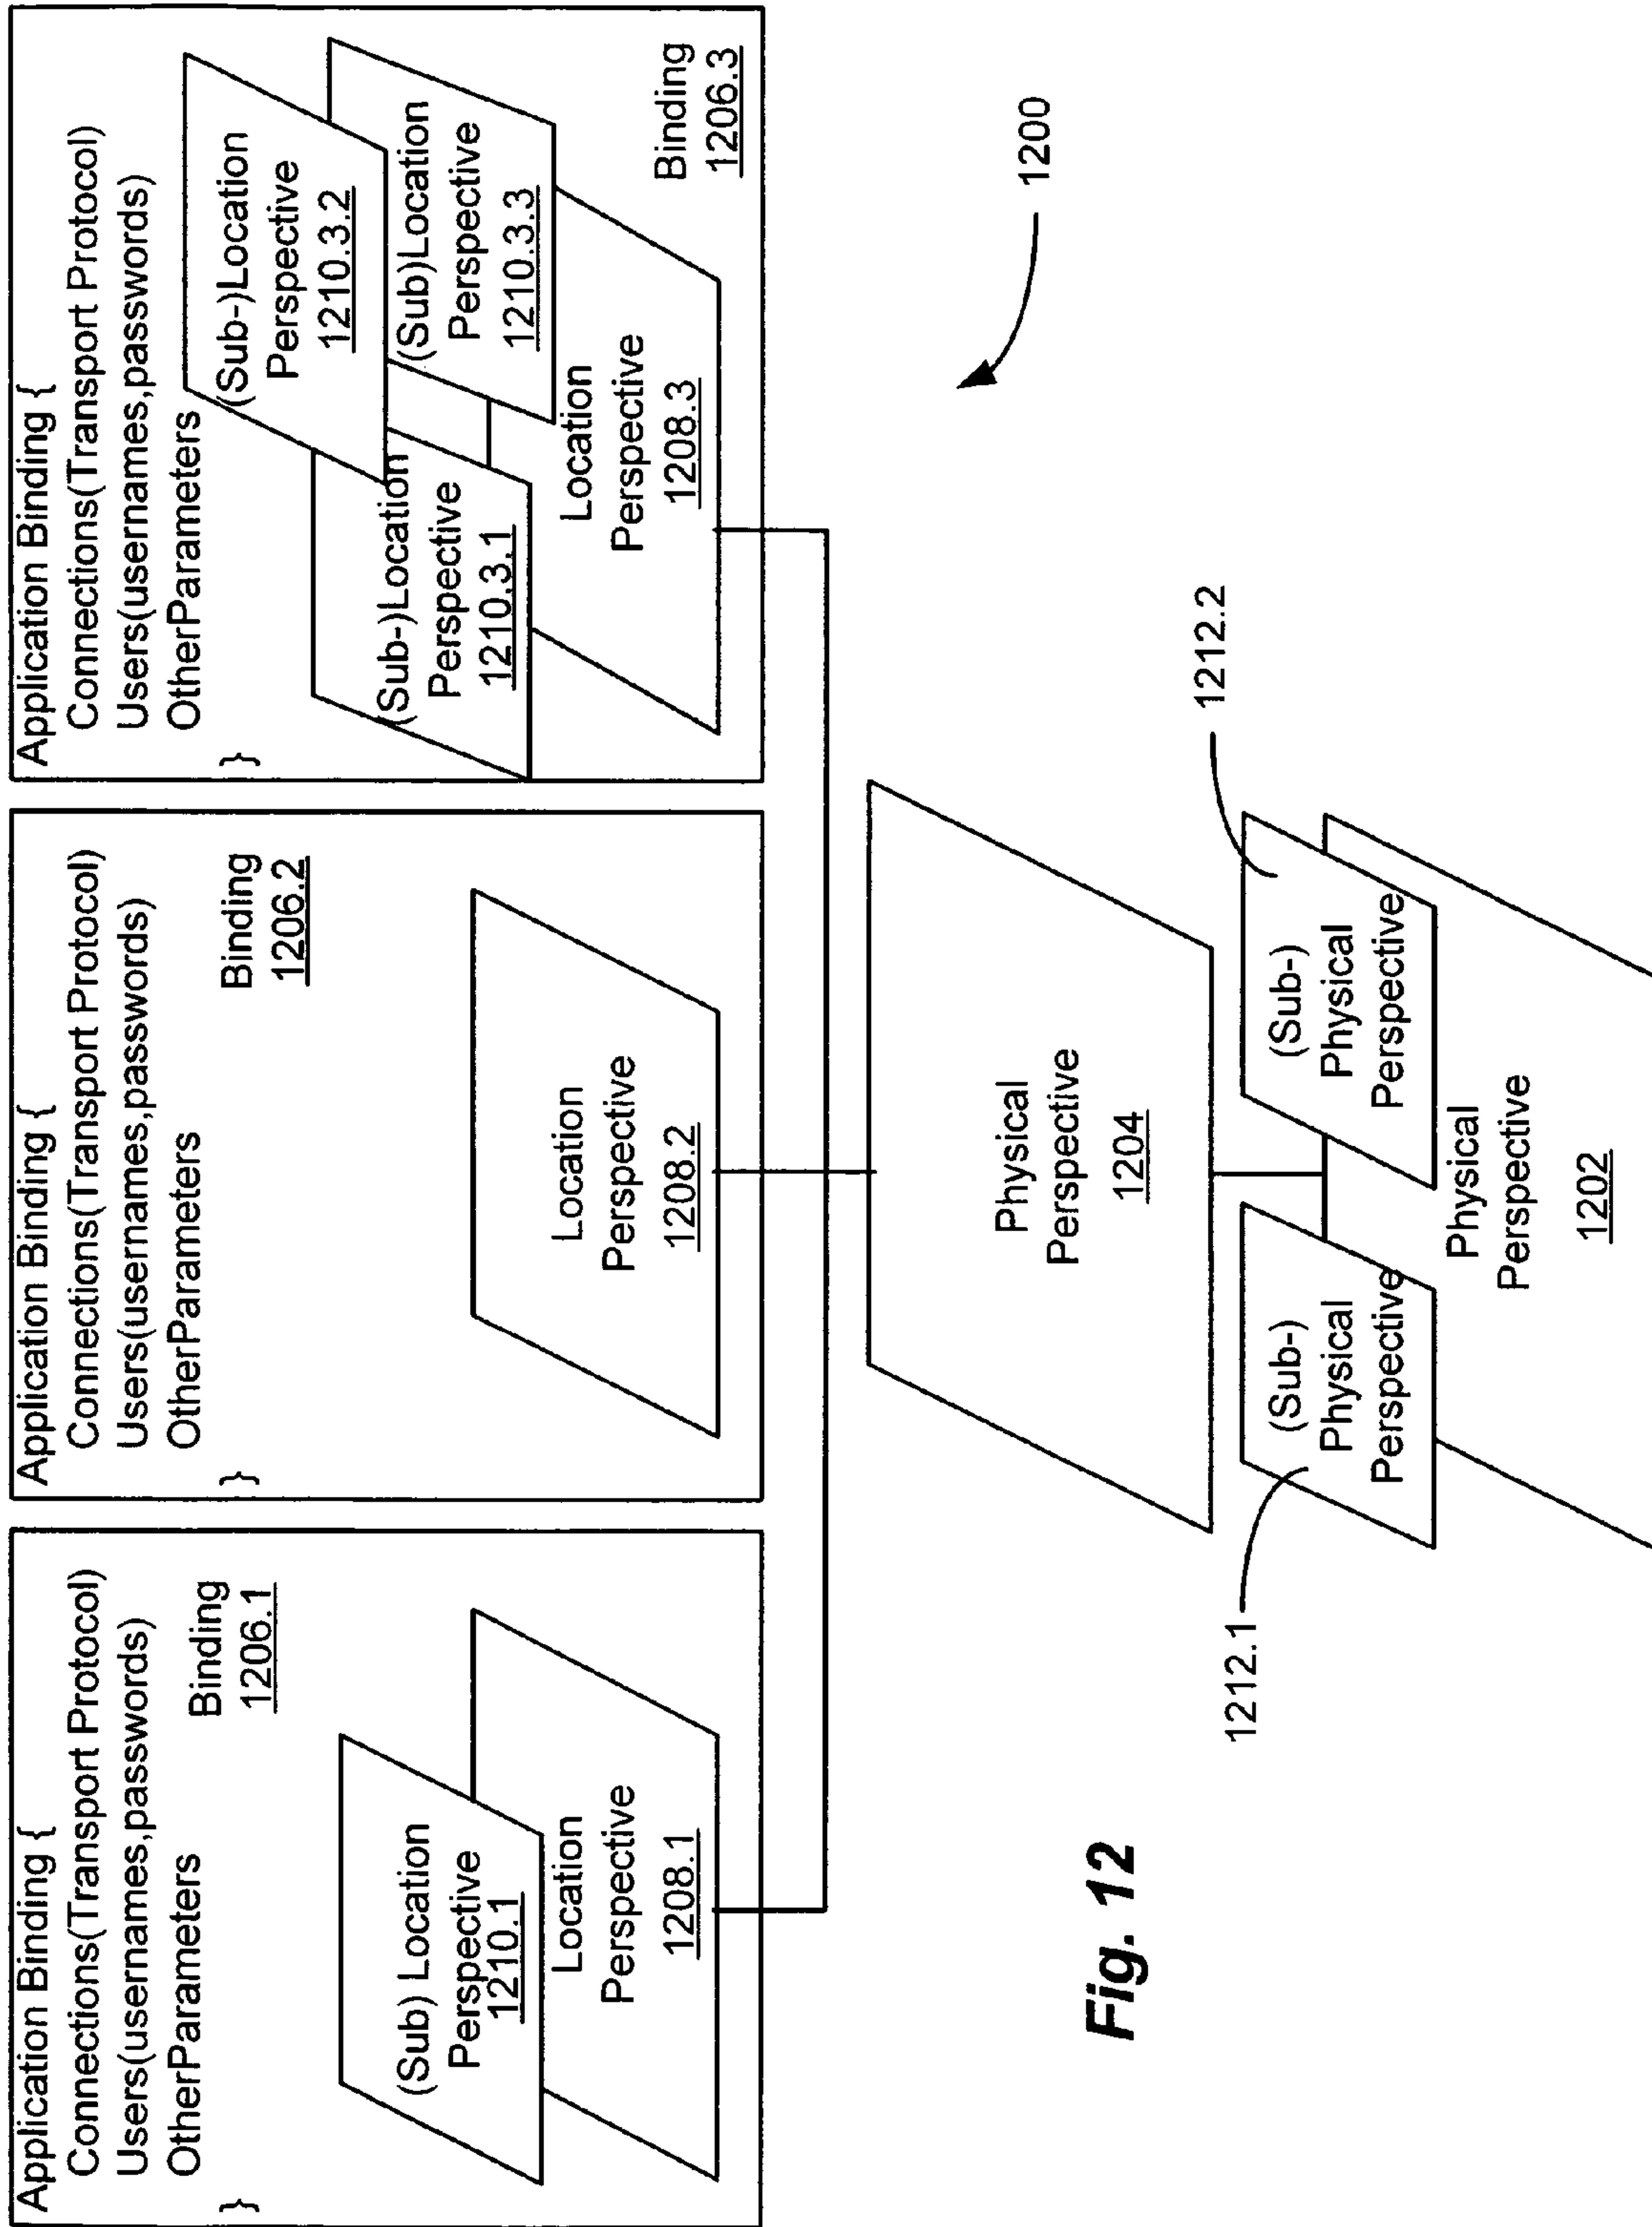 Application Binding {
Connections(Transport Protocol)
Users(usernames,passwords)
OtherParameters
}
Binding
1206.1
(Sub) Location
Perspective
1210.1
Location
Perspective
1208.1
Application Binding {
Connections(Transport Protocol)
Users(usernames,passwords)
OtherParameters
}
Binding
1206.2
Location
Perspective
1208.2
Application Binding {
Connections(Transport Protocol)
Users(usernames,passwords)
OtherParameters
}
(Sub-)Location
Perspective
1210.3.2
(Sub-)Location
Perspective
1210.3.1
(Sub)Location
Perspective
1210.3.3
Location
Perspective
1208.3
Binding
1206.3
Physical
Perspective
1204
1212.1
(Sub-)
Physical
Perspective
(Sub-)
Physical
Perspective
1212.2
Physical
Perspective
1202
1200
Fig. 12